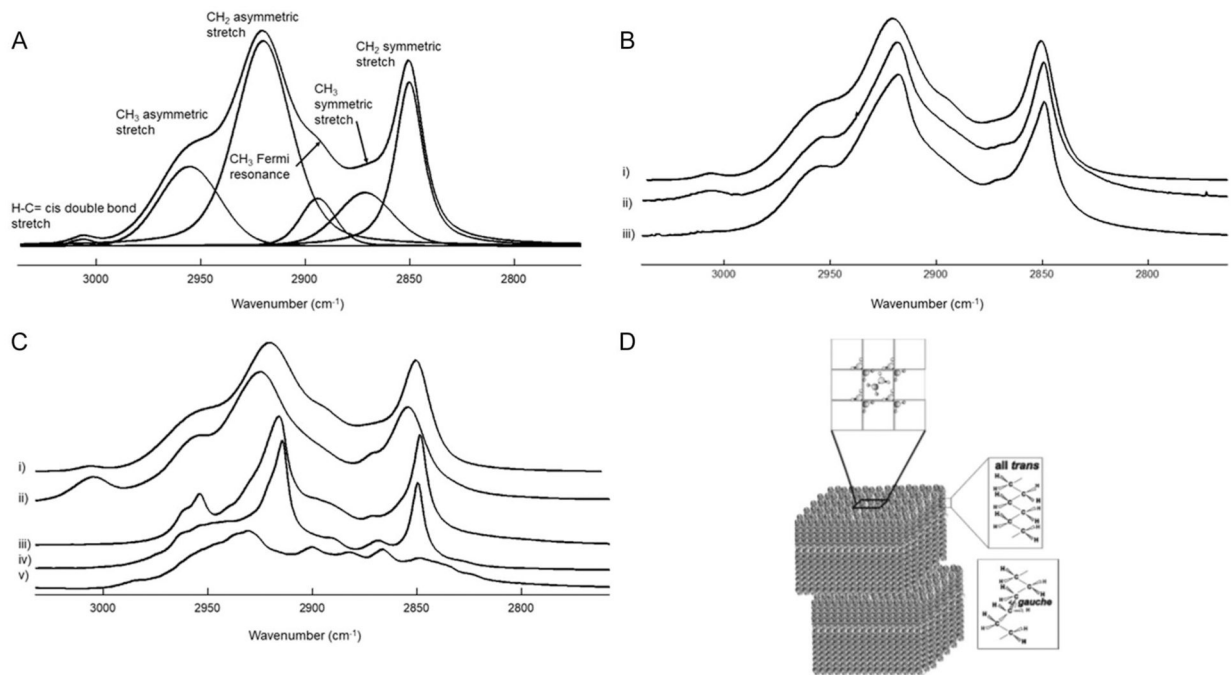 A
CH2 asymmetric
stretch
CH2 symmetric
stretch
CH3 asymmetric
stretch
CH3
symmetric
stretch
CH3 Fermi
resonance
H-C= cis double bond
stretch
3000 2950 2900 2850 2800
Wavenumber (cm-1)
B
i)
ii)
iii)
3000 2950 2900 2850 2800
Wavenumber (cm-1)
C
i)
ii)
iii)
iv)
v)
3000 2950 2900 2850 2800
Wavenumber (cm-1)
D
all trans
gauche